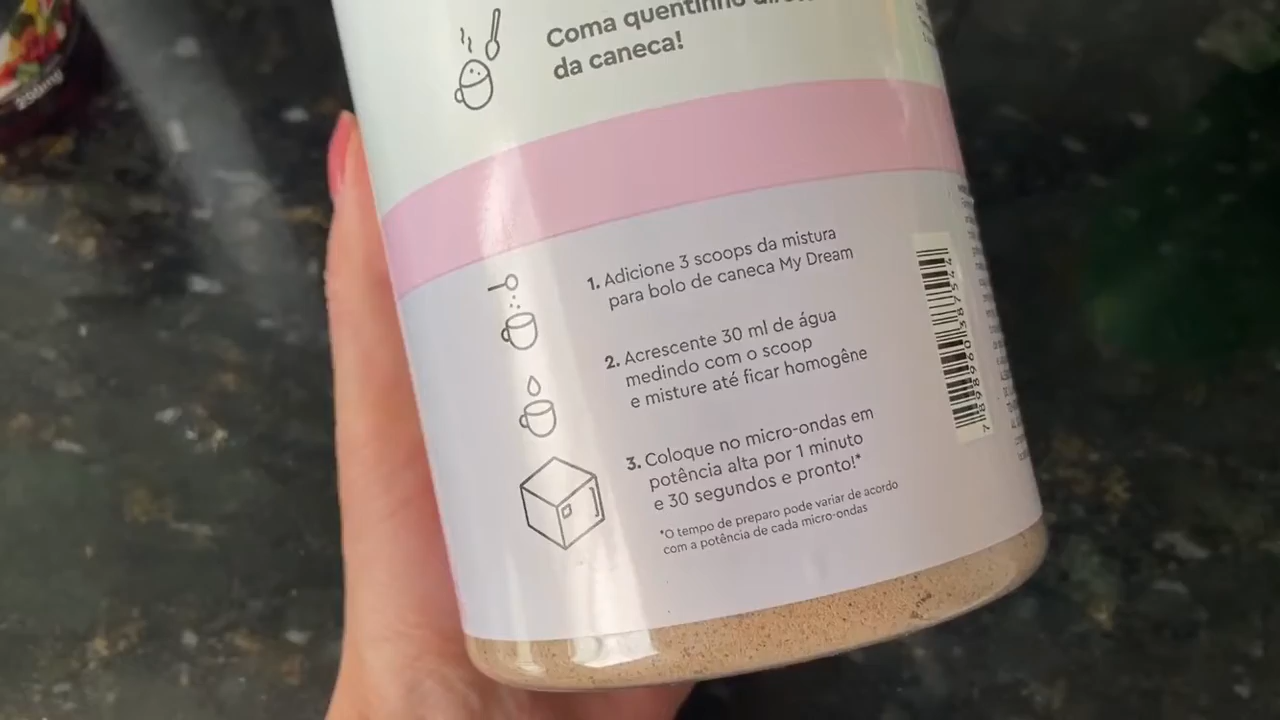 Coma quentinho
da caneca!
1. Adicione 3 scoops da mistura
para bolo de caneca My Dream
2. Acrescente 30 ml de água
medindo com o scoop
e misture até ficar homogêne
3. Coloque no micro-ondas em
potência alta por 1 minuto
e 30 segundos e pronto!*
*O tempo de preparo pode variar de acordo
com a potência de cada micro-ondas
7898960387544
250mg